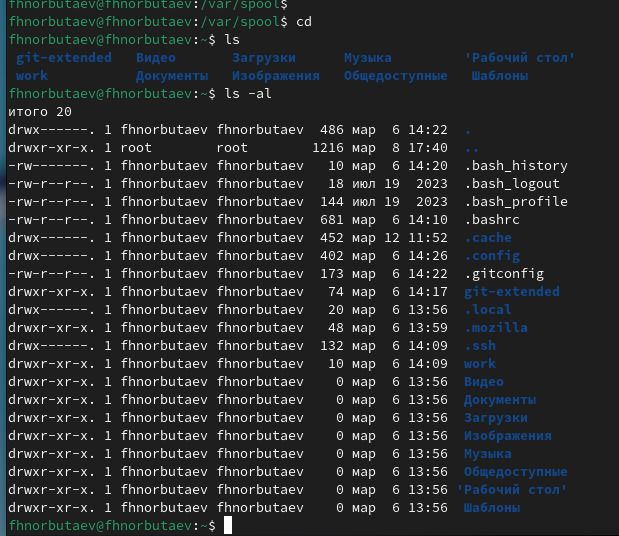 fhnorbutaev@fhnorbutaev:/var/spool$
fhnorbutaev@fhnorbutaev:/var/spool$ cd
fhnorbutaev@fhnorbutaev:~$ ls
git-extended   Видео       Загрузки      Музыка         'Рабочий стол'
work           Документы   Изображения   Общедоступные   Шаблоны
fhnorbutaev@fhnorbutaev:~$ ls -al
итого 20
drwx------. 1 fhnorbutaev fhnorbutaev  486 мар  6 14:22  .
drwxr-xr-x. 1 root        root        1216 мар  8 17:40  ..
-rw-------. 1 fhnorbutaev fhnorbutaev   10 мар  6 14:20  .bash_history
-rw-r--r--. 1 fhnorbutaev fhnorbutaev   18 июл 19  2023  .bash_logout
-rw-r--r--. 1 fhnorbutaev fhnorbutaev  144 июл 19  2023  .bash_profile
-rw-r--r--. 1 fhnorbutaev fhnorbutaev  681 мар  6 14:10  .bashrc
drwx------. 1 fhnorbutaev fhnorbutaev  452 мар 12 11:52  .cache
drwx------. 1 fhnorbutaev fhnorbutaev  402 мар  6 14:26  .config
-rw-r--r--. 1 fhnorbutaev fhnorbutaev  173 мар  6 14:22  .gitconfig
drwxr-xr-x. 1 fhnorbutaev fhnorbutaev   74 мар  6 14:17  git-extended
drwx------. 1 fhnorbutaev fhnorbutaev   20 мар  6 13:56  .local
drwxr-xr-x. 1 fhnorbutaev fhnorbutaev   48 мар  6 13:59  .mozilla
drwx------. 1 fhnorbutaev fhnorbutaev  132 мар  6 14:09  .ssh
drwxr-xr-x. 1 fhnorbutaev fhnorbutaev   10 мар  6 14:09  work
drwxr-xr-x. 1 fhnorbutaev fhnorbutaev    0 мар  6 13:56  Видео
drwxr-xr-x. 1 fhnorbutaev fhnorbutaev    0 мар  6 13:56  Документы
drwxr-xr-x. 1 fhnorbutaev fhnorbutaev    0 мар  6 13:56  Загрузки
drwxr-xr-x. 1 fhnorbutaev fhnorbutaev    0 мар  6 13:56  Изображения
drwxr-xr-x. 1 fhnorbutaev fhnorbutaev    0 мар  6 13:56  Музыка
drwxr-xr-x. 1 fhnorbutaev fhnorbutaev    0 мар  6 13:56  Общедоступные
drwxr-xr-x. 1 fhnorbutaev fhnorbutaev    0 мар  6 13:56 'Рабочий стол'
drwxr-xr-x. 1 fhnorbutaev fhnorbutaev    0 мар  6 13:56  Шаблоны
fhnorbutaev@fhnorbutaev:~$